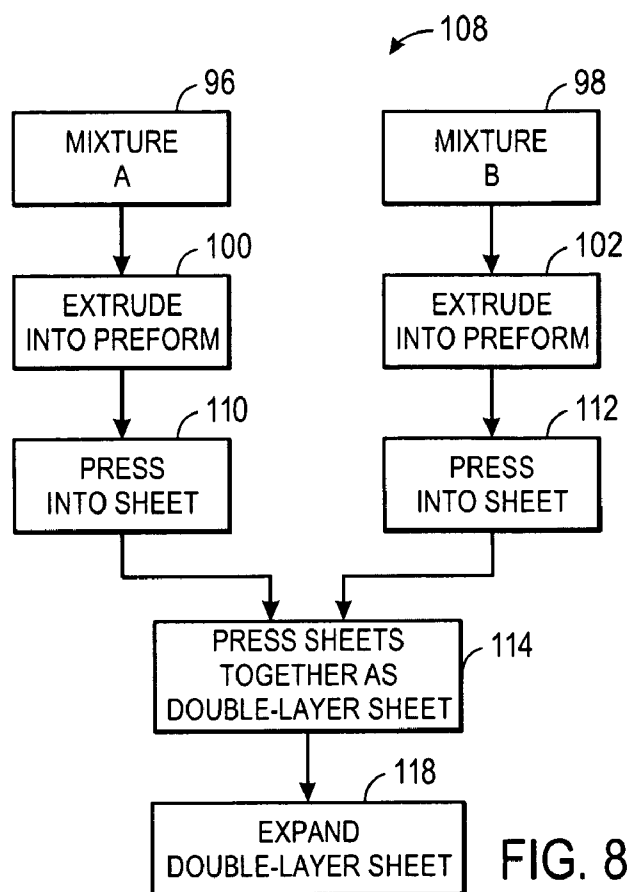 108
96
98
MIXTURE
A
MIXTURE
B
100
102
EXTRUDE
INTO PREFORM
EXTRUDE
INTO PREFORM
110
112
PRESS
INTO SHEET
PRESS
INTO SHEET
PRESS SHEETS
TOGETHER AS
DOUBLE-LAYER SHEET
114
118
EXPAND
DOUBLE-LAYER SHEET
FIG. 8